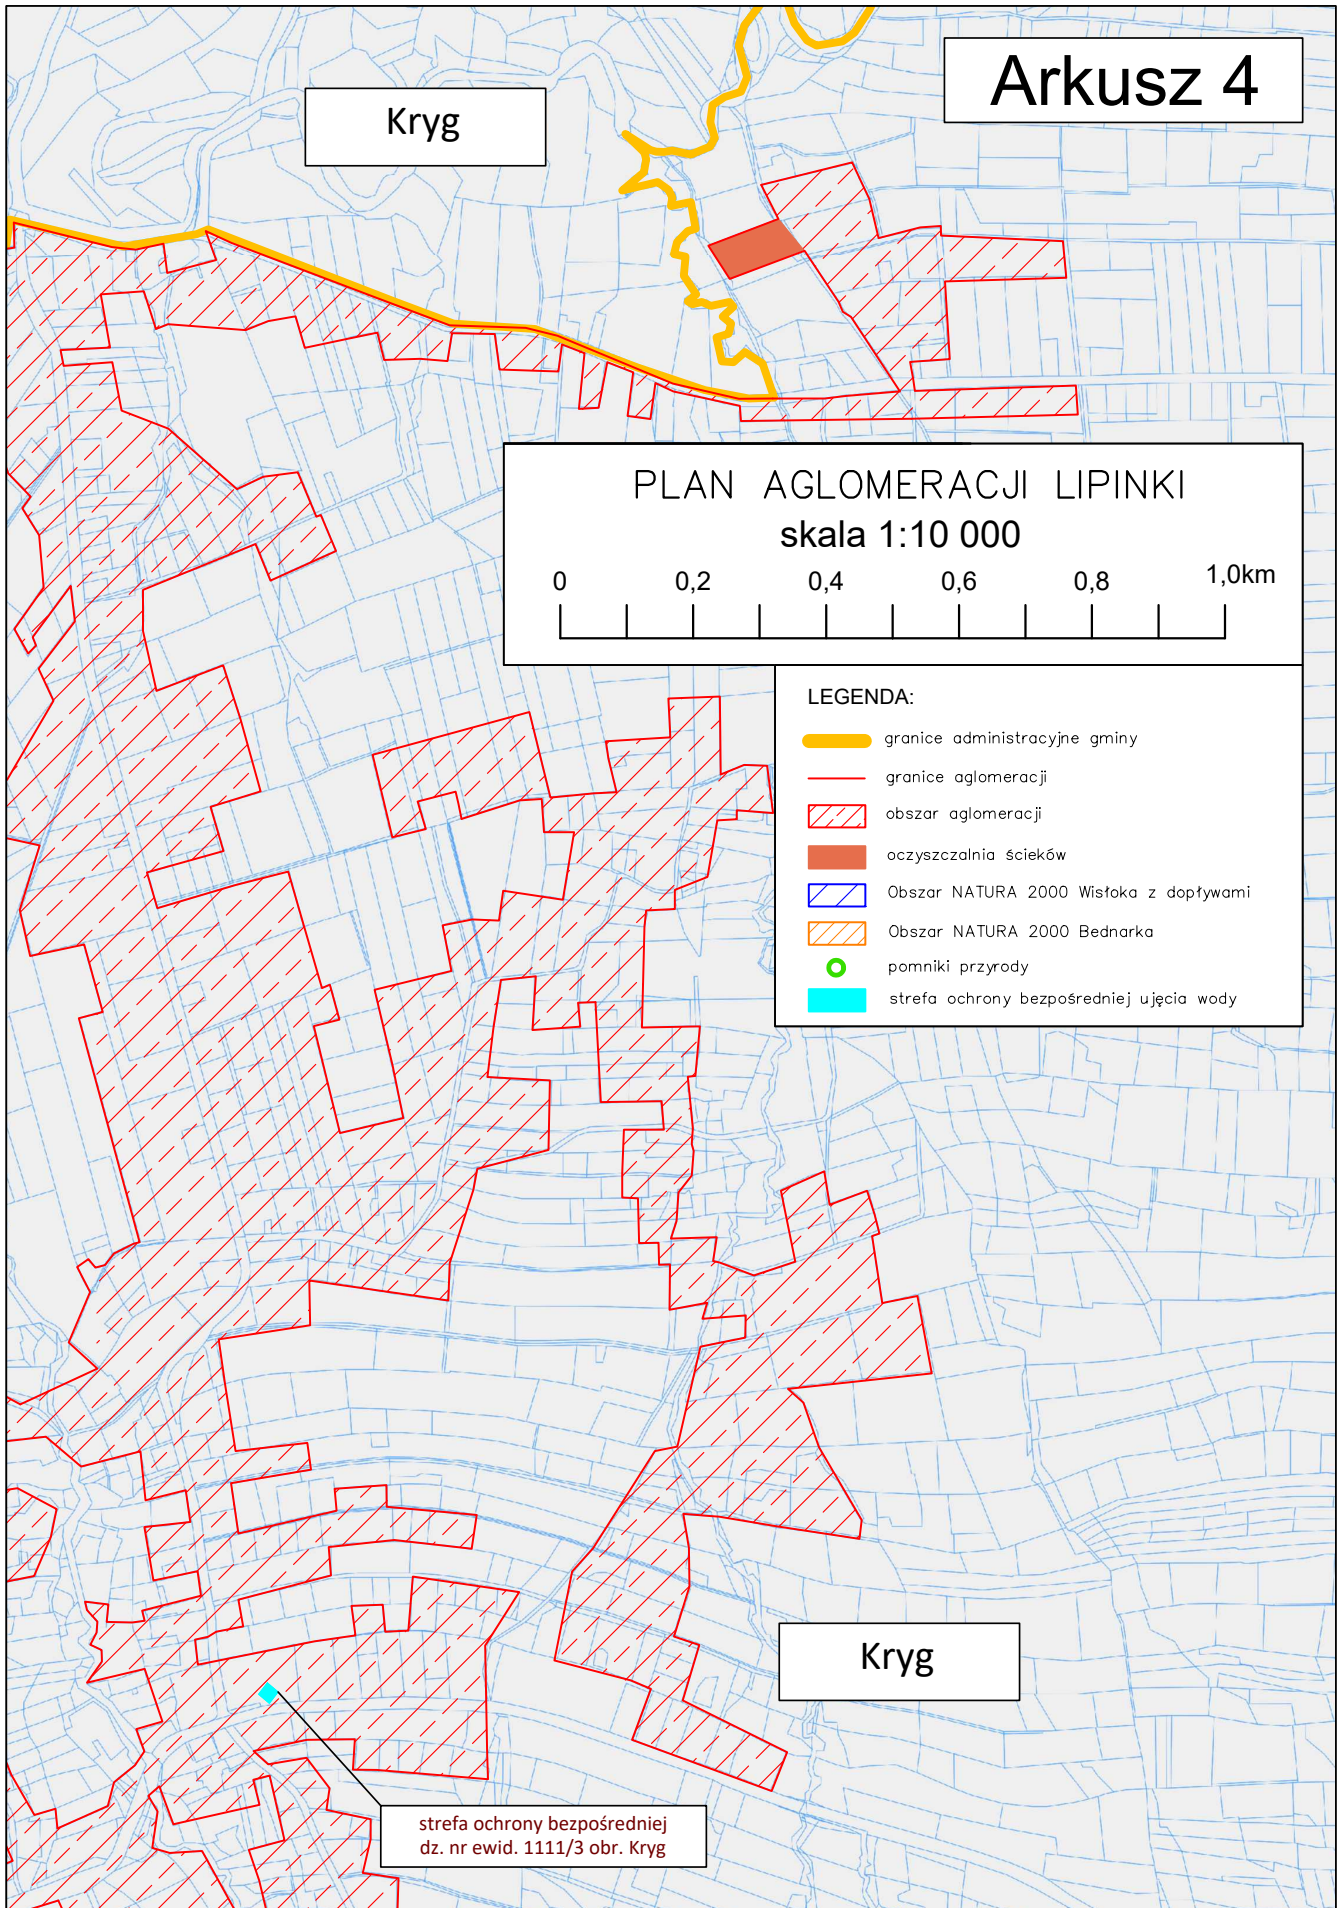 Arkusz 4
Kryg
PLAN AGLOMERACJI LIPINKI
skala 1:10 000
0 0,2 0,4 0,6 0,8 1,0km
LEGENDA:
granice administracyjne gminy
granice aglomeracji
obszar aglomeracji
oczyszczalnia ścieków
Obszar NATURA 2000 Wisłoka z dopływami
Obszar NATURA 2000 Bednarka
pomniki przyrody
strefa ochrony bezpośredniej ujęcia wody
Kryg
strefa ochrony bezpośredniej
dz. nr ewid. 1111/3 obr. Kryg